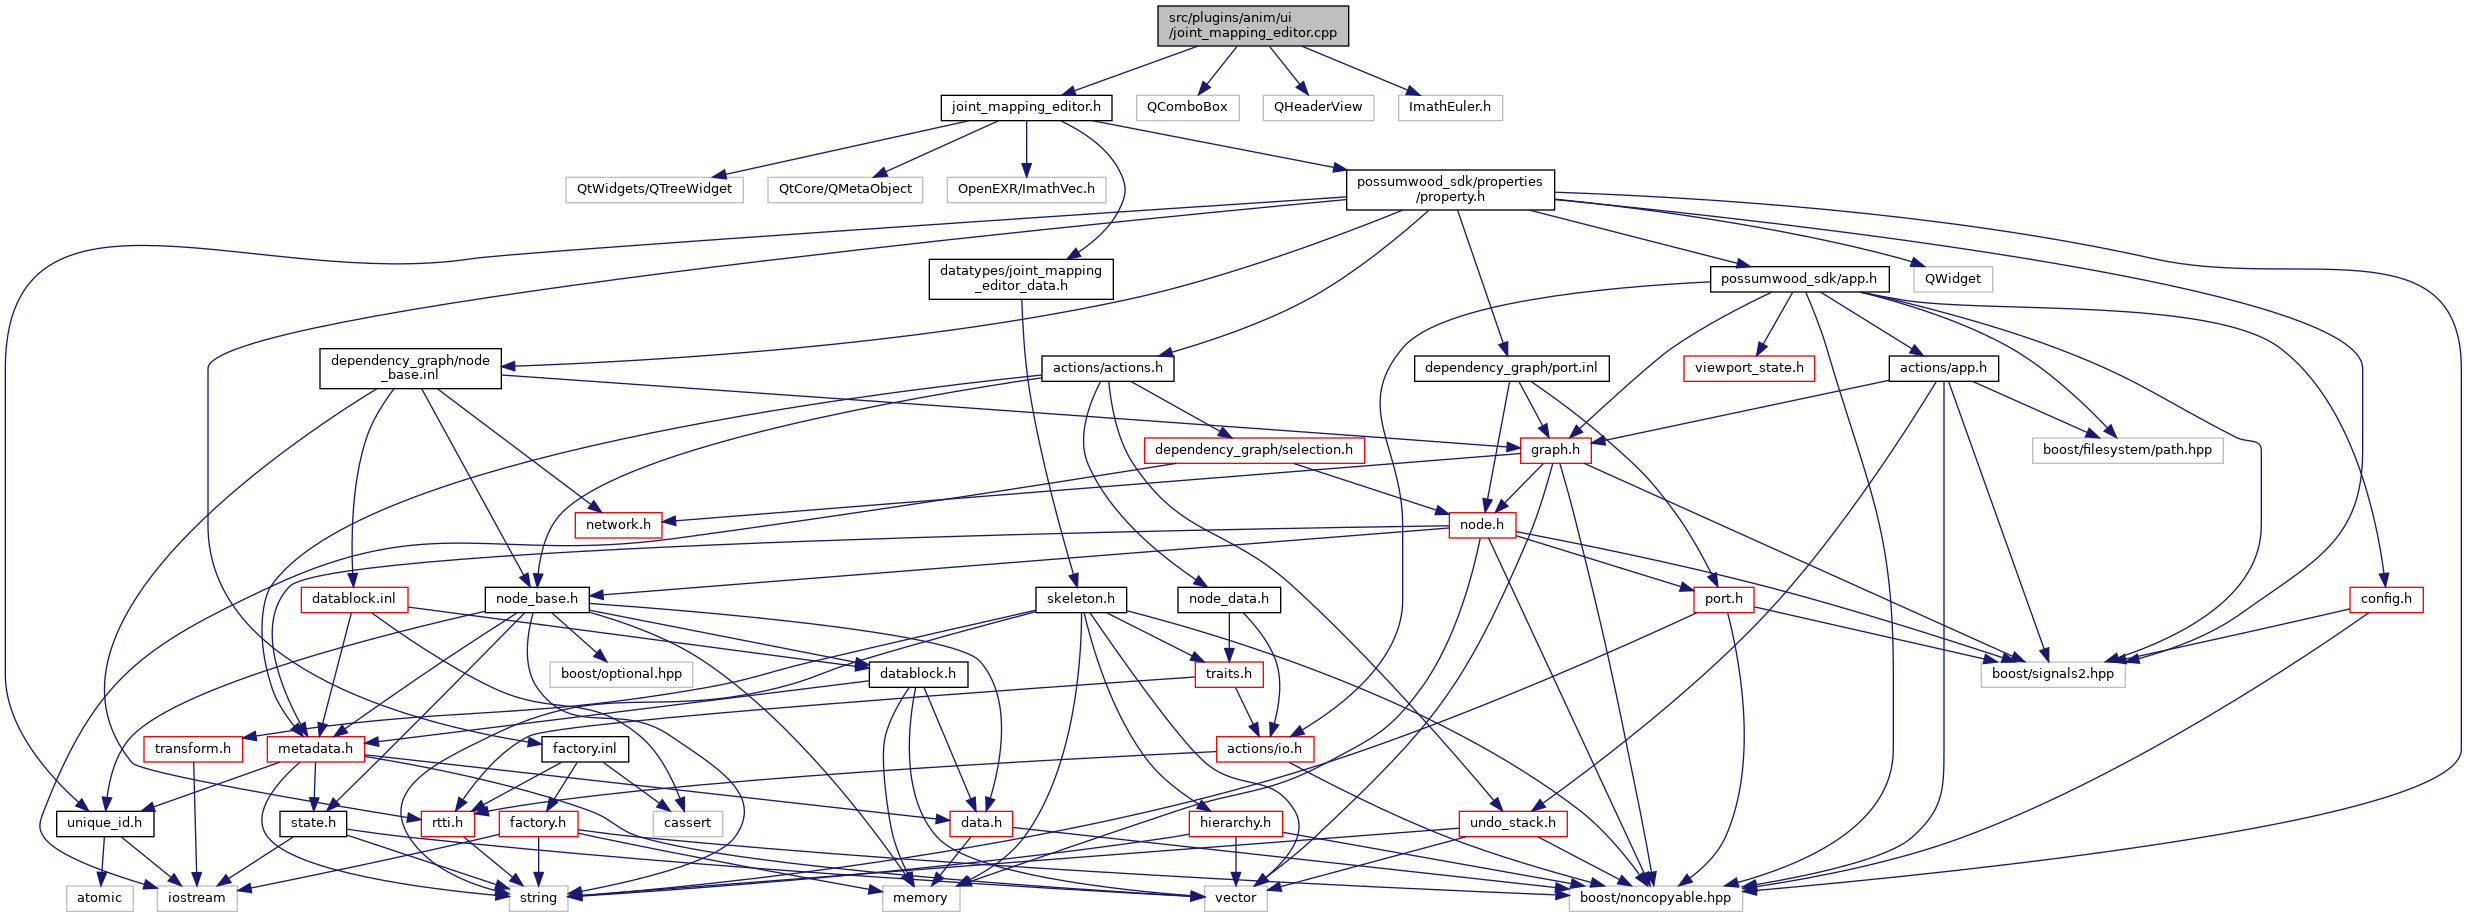 src/plugins/anim/ui
/joint_mapping_editor.cpp
joint_mapping_editor.h
QComboBox
QHeaderView
ImathEuler.h
QtWidgets/QTreeWidget
QtCore/QMetaObject
OpenEXR/ImathVec.h
possumwood_sdk/properties
/property.h
datatypes/joint_mapping
_editor_data.h
possumwood_sdk/app.h
QWidget
dependency_graph/node
_base.inl
actions/actions.h
dependency_graph/port.inl
viewport_state.h
actions/app.h
dependency_graph/selection.h
graph.h
boost/filesystem/path.hpp
network.h
node.h
datablock.inl
node_base.h
skeleton.h
node_data.h
port.h
config.h
boost/optional.hpp
datablock.h
traits.h
boost/signals2.hpp
transform.h
metadata.h
factory.inl
actions/io.h
unique_id.h
state.h
rtti.h
factory.h
cassert
data.h
hierarchy.h
undo_stack.h
atomic
iostream
string
memory
vector
boost/noncopyable.hpp